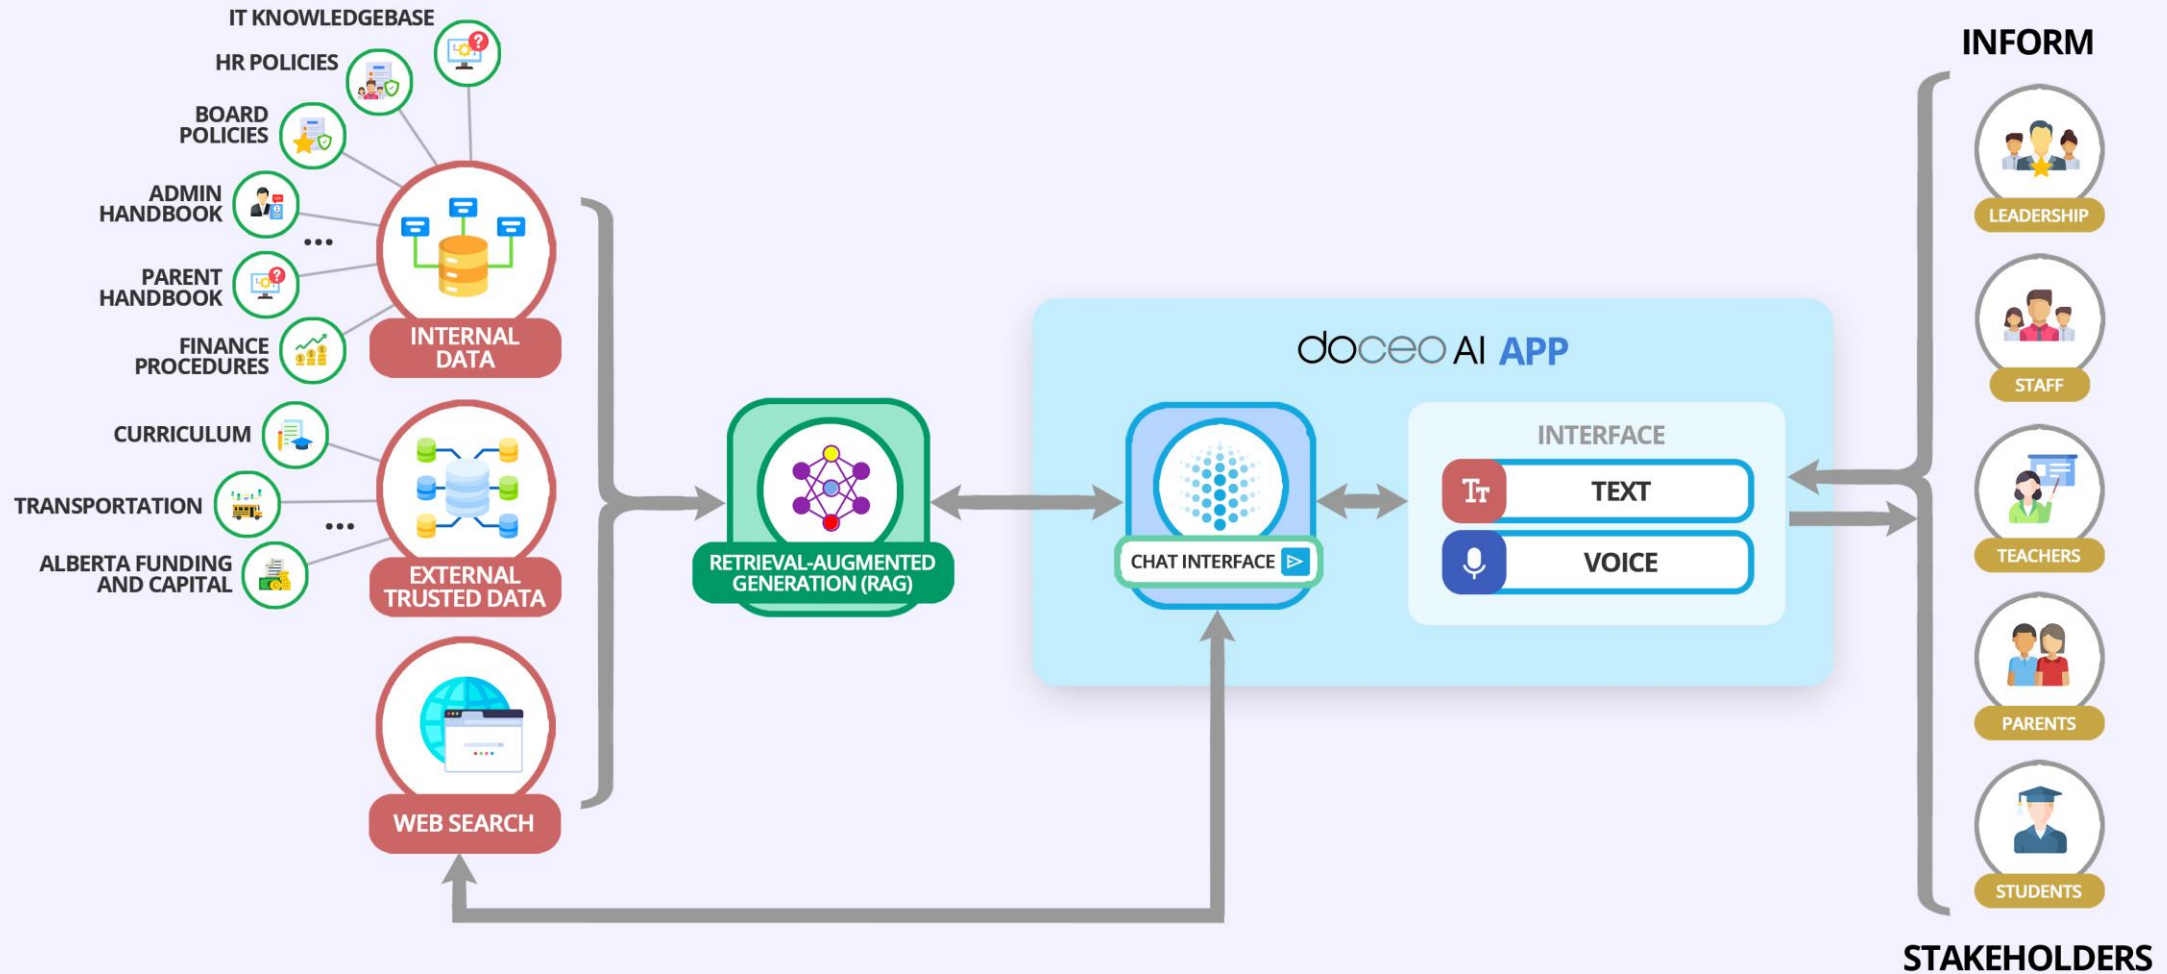 IT KNOWLEDGEBASE
HR POLICIES
BOARD
POLICIES
ADMIN
HANDBOOK
...
PARENT
HANDBOOK
FINANCE
PROCEDURES
INTERNAL
DATA
CURRICULUM
TRANSPORTATION
...
ALBERTA FUNDING
AND CAPITAL
EXTERNAL
TRUSTED DATA
WEB SEARCH
RETRIEVAL-AUGMENTED
GENERATION (RAG)
doceo AI APP
CHAT INTERFACE
INTERFACE
TT TEXT
VOICE
INFORM
LEADERSHIP
STAFF
TEACHERS
PARENTS
STUDENTS
STAKEHOLDERS